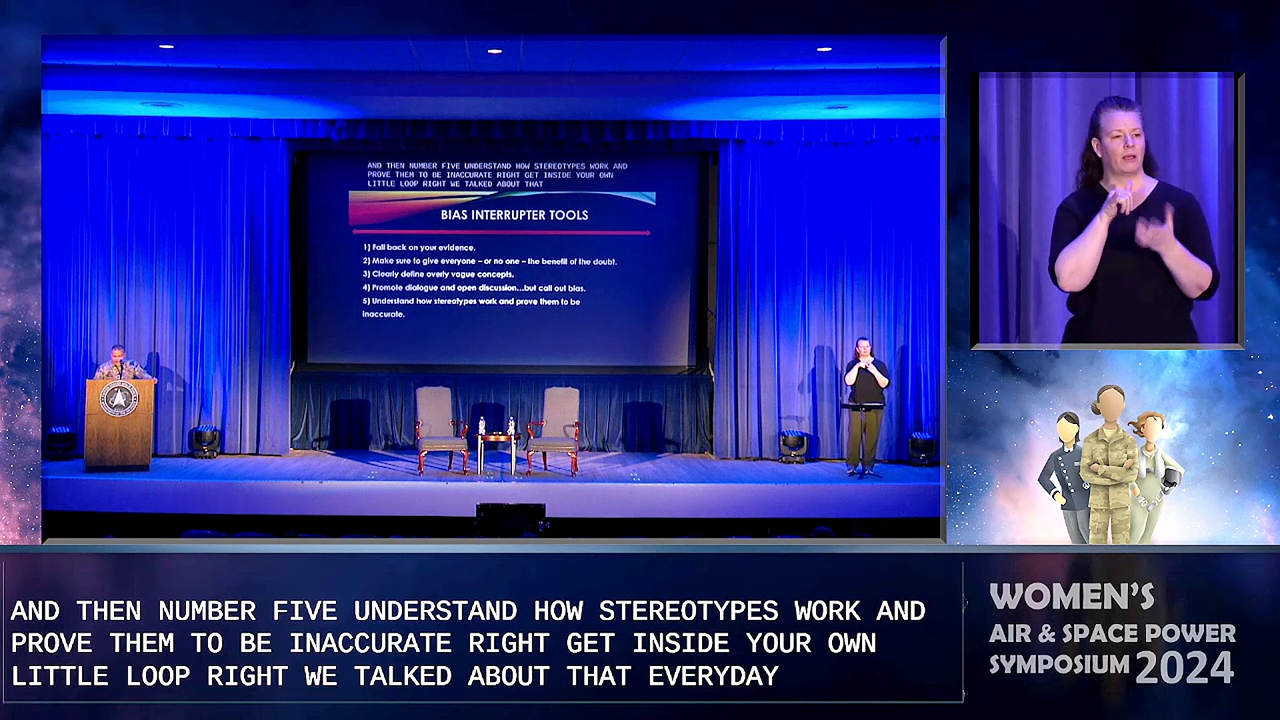 AND THEN NUMBER FIVE UNDERSTAND HOW STEREOTYPES WORK AND
PROVE THEM TO BE INACCURATE RIGHT GET INSIDE YOUR OWN
LITTLE LOOP RIGHT WE TALKED ABOUT THAT
BIAS INTERRUPTER TOOLS
1) Fall back on your evidence.
2) Make sure to give everyone – or no one – the benefit of the doubt.
3) Clearly define overly vague concepts.
4) Promote dialogue and open discussion...but call out bias.
5) Understand how stereotypes work and prove them to be
inaccurate.
AND THEN NUMBER FIVE UNDERSTAND HOW STEREOTYPES WORK AND
PROVE THEM TO BE INACCURATE RIGHT GET INSIDE YOUR OWN
LITTLE LOOP RIGHT WE TALKED ABOUT THAT EVERYDAY
WOMEN'S
AIR & SPACE POWER
SYMPOSIUM 2024